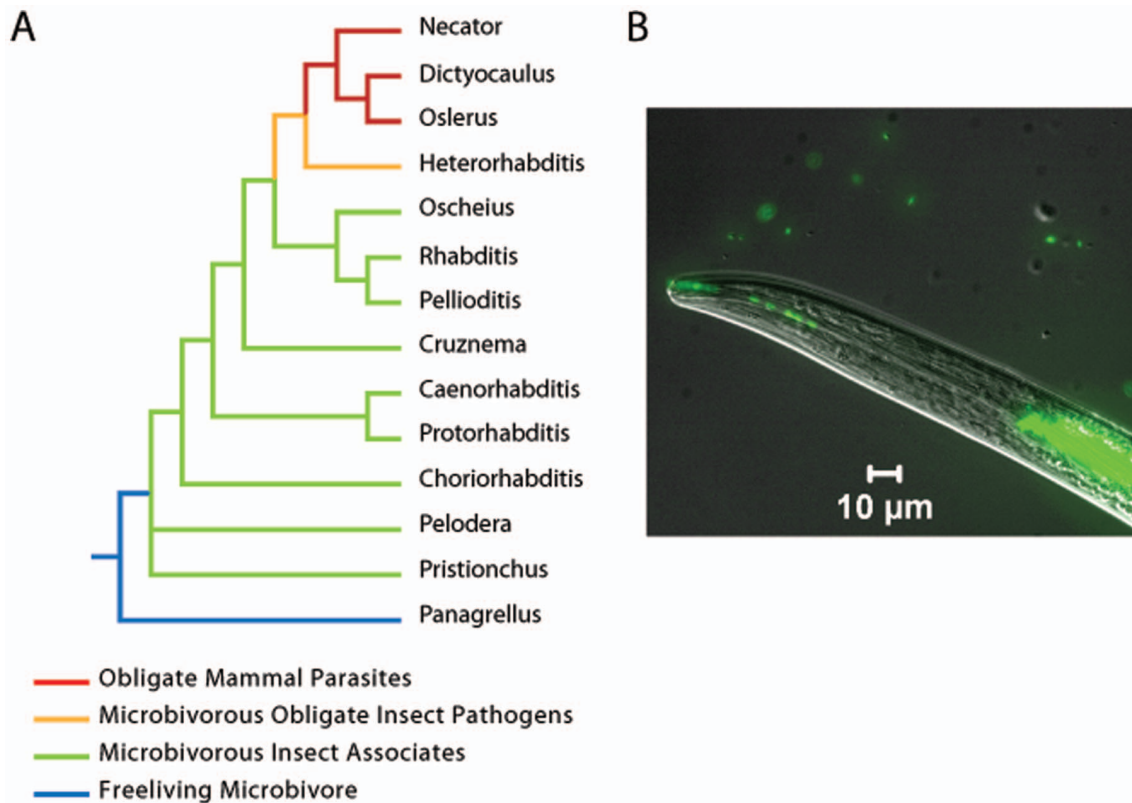 A
Necator
Dictyocaulus
Oslerus
Heterorhabditis
Oscheius
Rhabditis
Pellioditis
Cruznema
Caenorhabditis
Protorhabditis
Choriorhabditis
Pelodera
Pristionchus
Panagrellus
Obligate Mammal Parasites
Microbivorous Obligate Insect Pathogens
Microbivorous Insect Associates
Freeliving Microbivore
B
10 µm